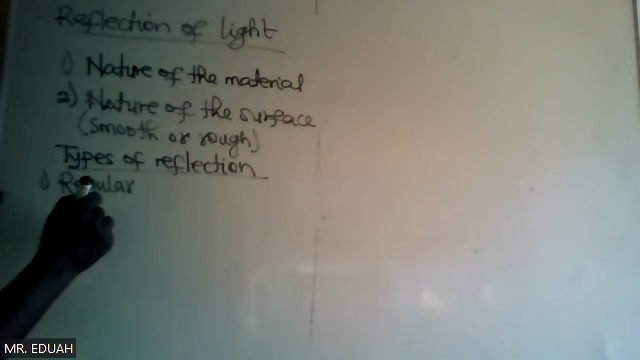 Reflection of light
1) Nature of the material
2) Nature of the surface
(smooth or rough)
Types of reflection
1) Regular
MR. EDUAH